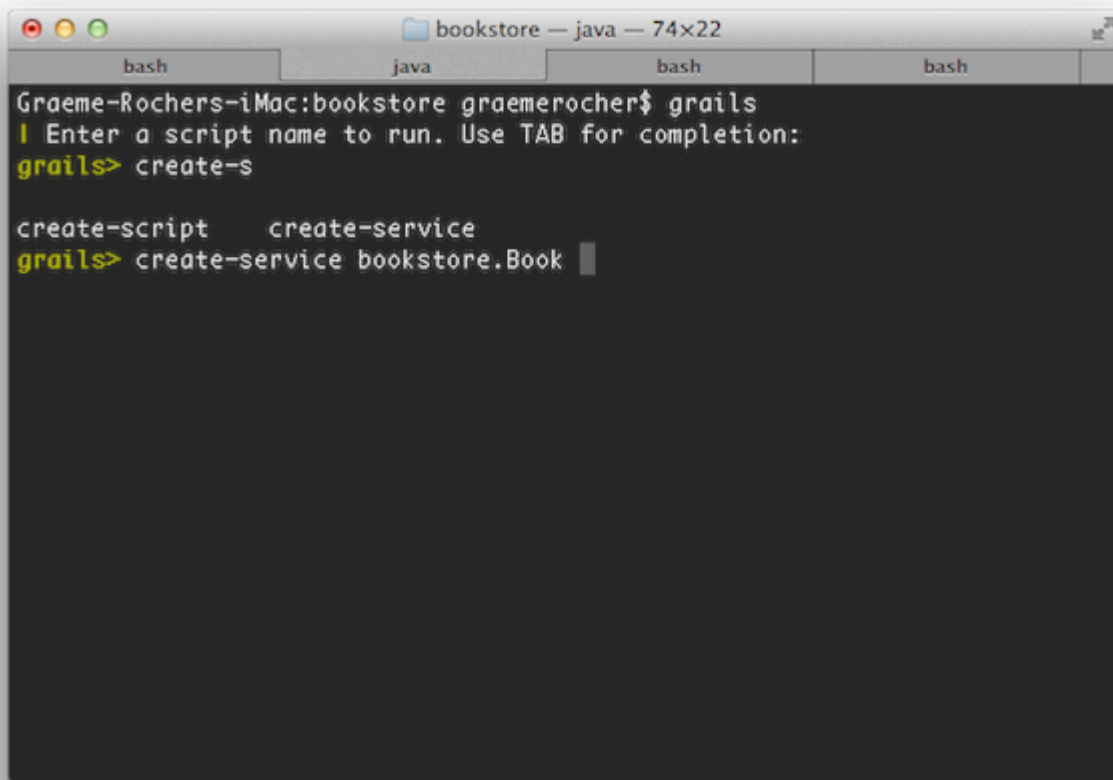 bookstore — java — 74×22
bash java bash bash
Graeme-Rochers-iMac:bookstore graemerocher$ grails
| Enter a script name to run. Use TAB for completion:
grails> create-s
create-script    create-service
grails> create-service bookstore.Book